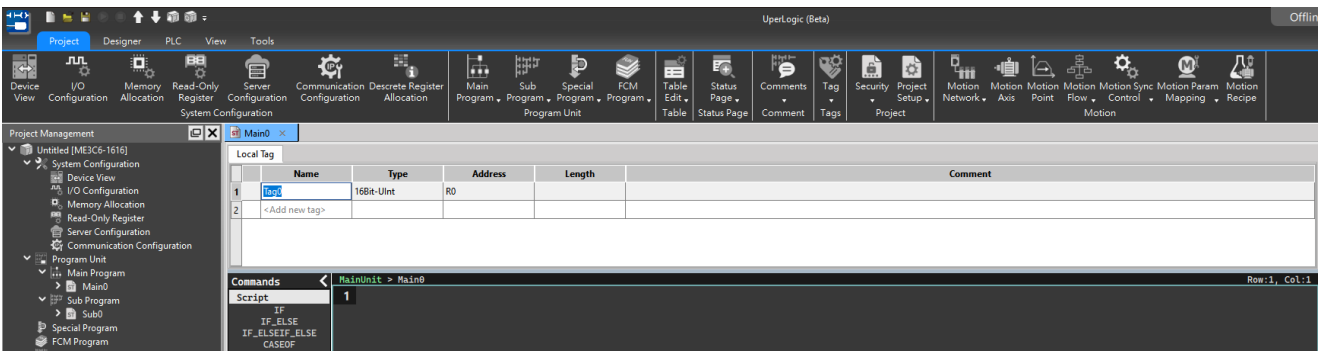 UperLogic (Beta)
Offlin
Project Designer PLC View Tools
Device View
I/O Configuration
Memory Allocation
Read-Only Register
Server Configuration
Communication Configuration
Descrete Register Allocation
System Configuration
Main Program
Sub Program
Special Program
FCM Program
Program Unit
Table Edit
Table
Status Page
Status Page
Comments
Comment
Tag
Tags
Security
Project Setup
Project
Motion Network
Motion Axis
Motion Point
Motion Flow
Motion Sync Control
Motion Param Mapping
Motion Recipe
Motion
Project Management
Untitled [ME3C6-1616]
System Configuration
Device View
I/O Configuration
Memory Allocation
Read-Only Register
Server Configuration
Communication Configuration
Program Unit
Main Program
ST Main0
Sub Program
ST Sub0
Special Program
FCM Program
ST Main0
Local Tag
Name Type Address Length Comment
1 Tag0 16Bit-UInt R0
2 <Add new tag>
Commands
MainUnit > Main0
Row:1, Col:1
Script
IF
IF_ELSE
IF_ELSEIF_ELSE
CASEOF
1